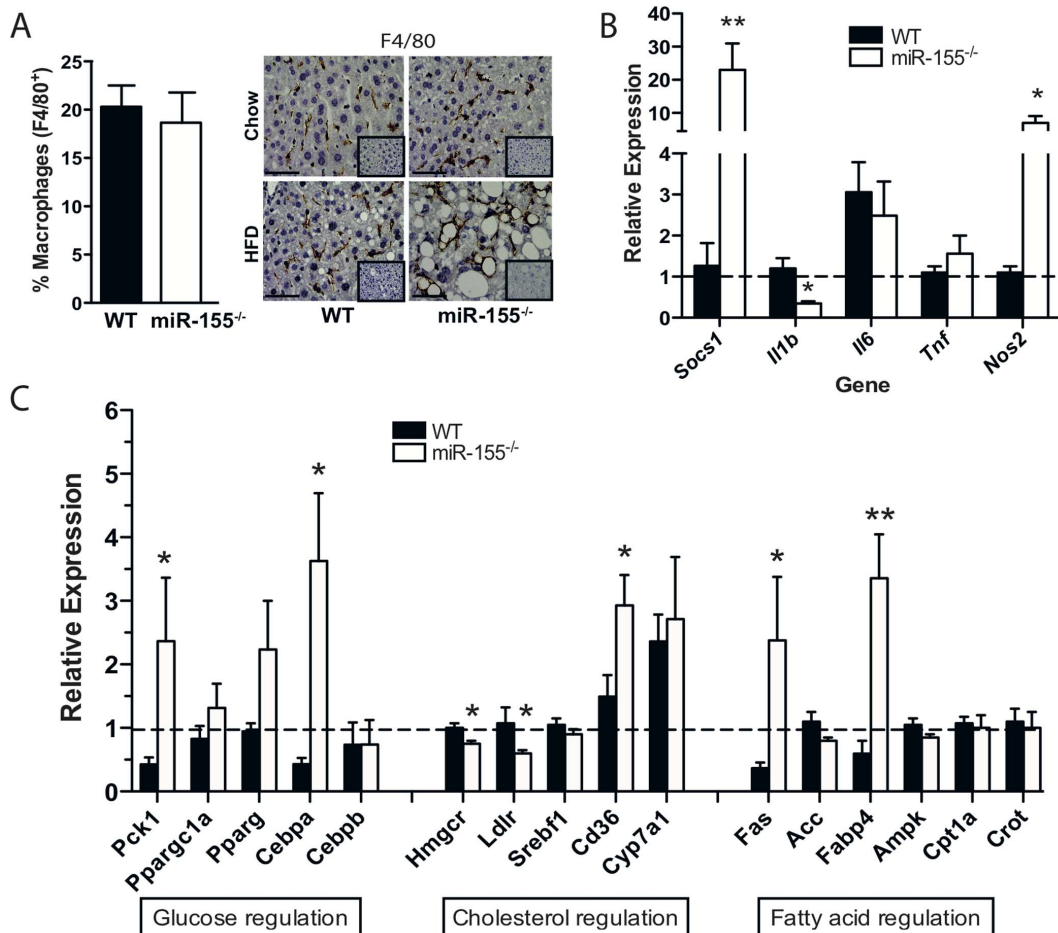 A
% Macrophages (F4/80+)
25
20
15
10
5
0
WT miR-155-/-
F4/80
Chow
HFD
WT miR-155-/-
B
Relative Expression
40
30
20
10
4
3
2
1
0
WT
miR-155-/-
**
*
*
Socs1 Il1b Il6 Tnf Nos2
Gene
C
Relative Expression
6
5
4
3
2
1
0
WT
miR-155-/-
* * * * * * **
Pck1 Ppargc1a Pparg Cebpa Cebpb Hmgcr Ldlr Srebf1 Cd36 Cyp7a1 Fas Acc Fabp4 Ampk Cpt1a Crot
Glucose regulation Cholesterol regulation Fatty acid regulation